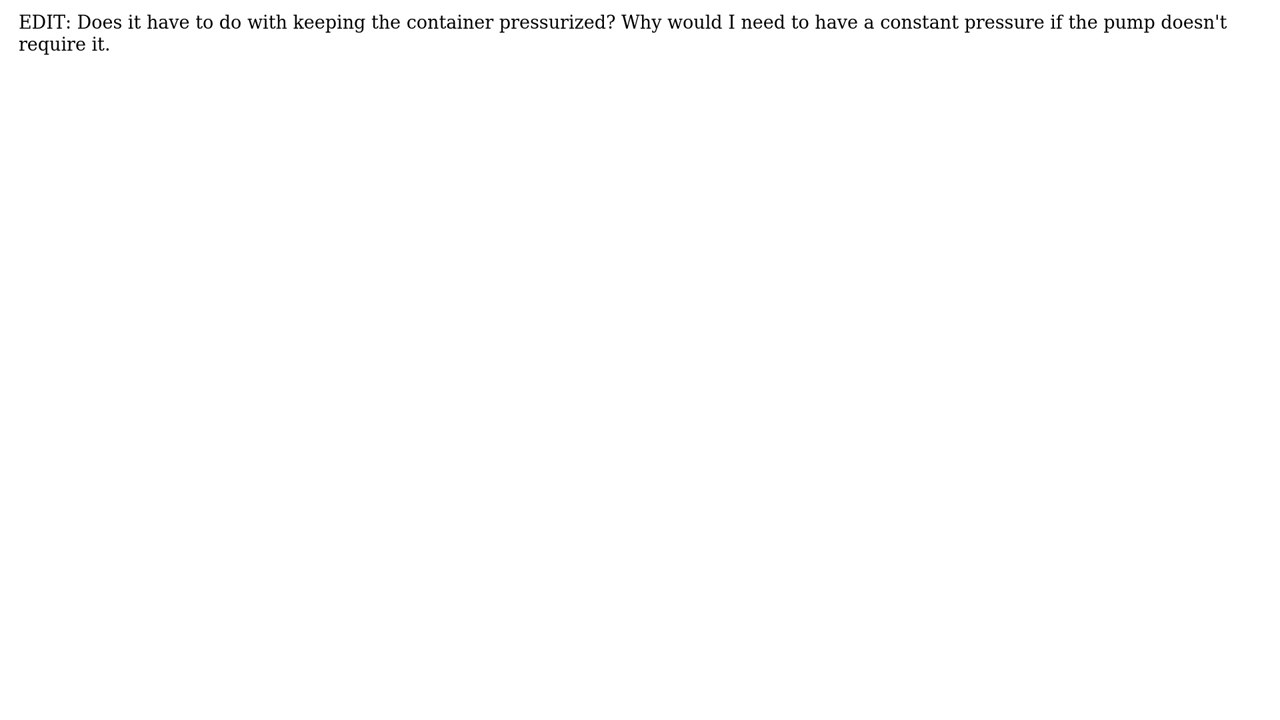 EDIT: Does it have to do with keeping the container pressurized? Why would I need to have a constant pressure if the pump doesn't
require it.